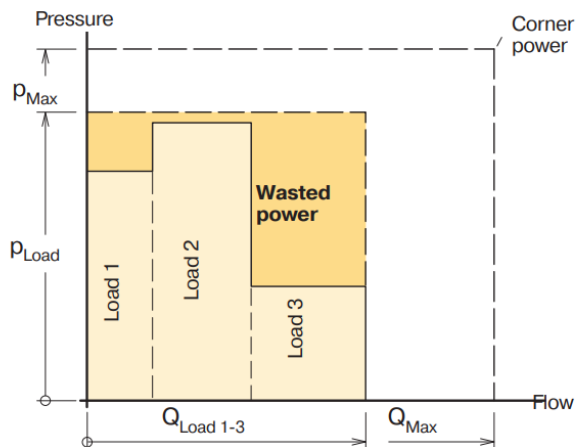 Pressure
Corner
power
pMax
Wasted
power
pLoad
Load 1
Load 2
Load 3
Flow
QLoad 1-3
QMax